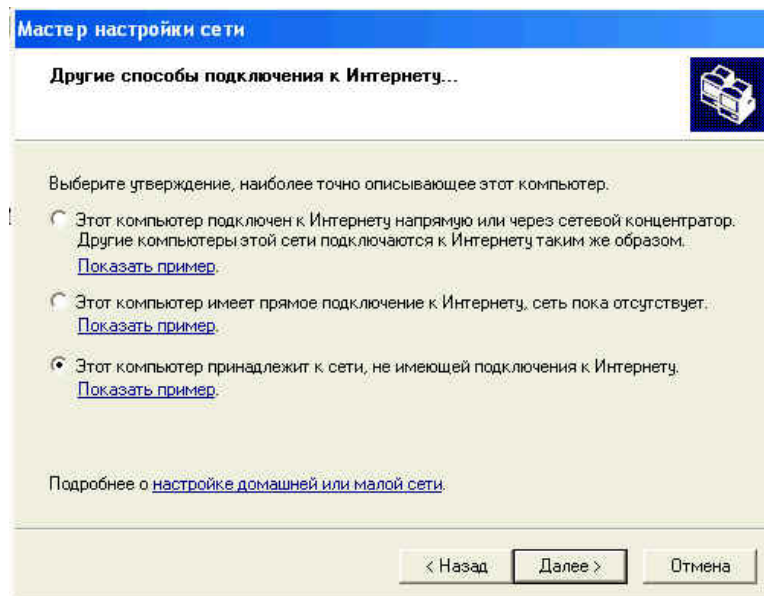 Мастер настройки сети
Другие способы подключения к Интернету...
Выберите утверждение, наиболее точно описывающее этот компьютер.
Этот компьютер подключен к Интернету напрямую или через сетевой концентратор.
Другие компьютеры этой сети подключаются к Интернету таким же образом.
Показать пример.
Этот компьютер имеет прямое подключение к Интернету, сеть пока отсутствует.
Показать пример.
Этот компьютер принадлежит к сети, не имеющей подключения к Интернету.
Показать пример.
Подробнее о настройке домашней или малой сети.
< Назад Далее > Отмена